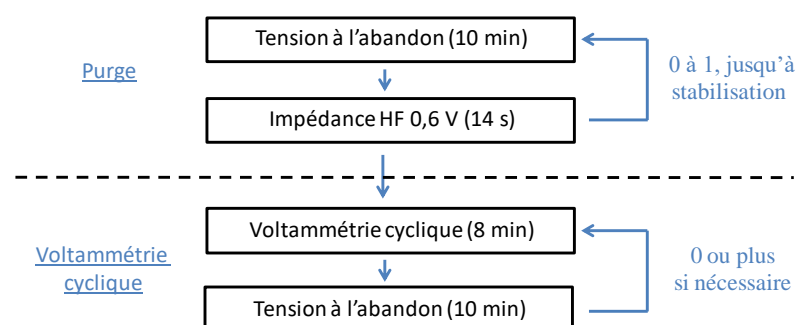 Tension à l'abandon (10 min)
Purge
0 à 1, jusqu'à
stabilisation
Impédance HF 0,6 V (14 s)
Voltammétrie cyclique (8 min)
Voltammétrie
cyclique
0 ou plus
si nécessaire
Tension à l'abandon (10 min)